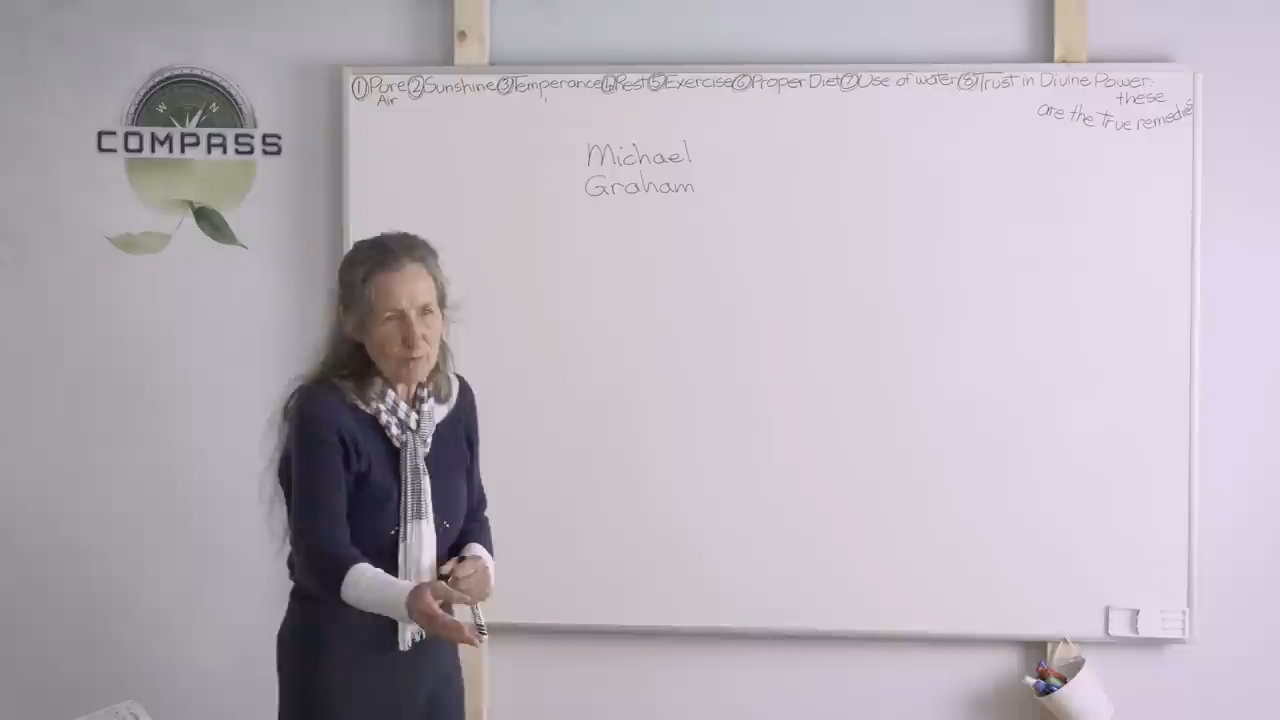 W N
COMPASS
①Pure ②Sunshine ③Temperance ④Rest ⑤Exercise ⑥Proper Diet ⑦Use of water ⑧Trust in Divine Power:
Air
these
are the true remedies
Michael
Graham